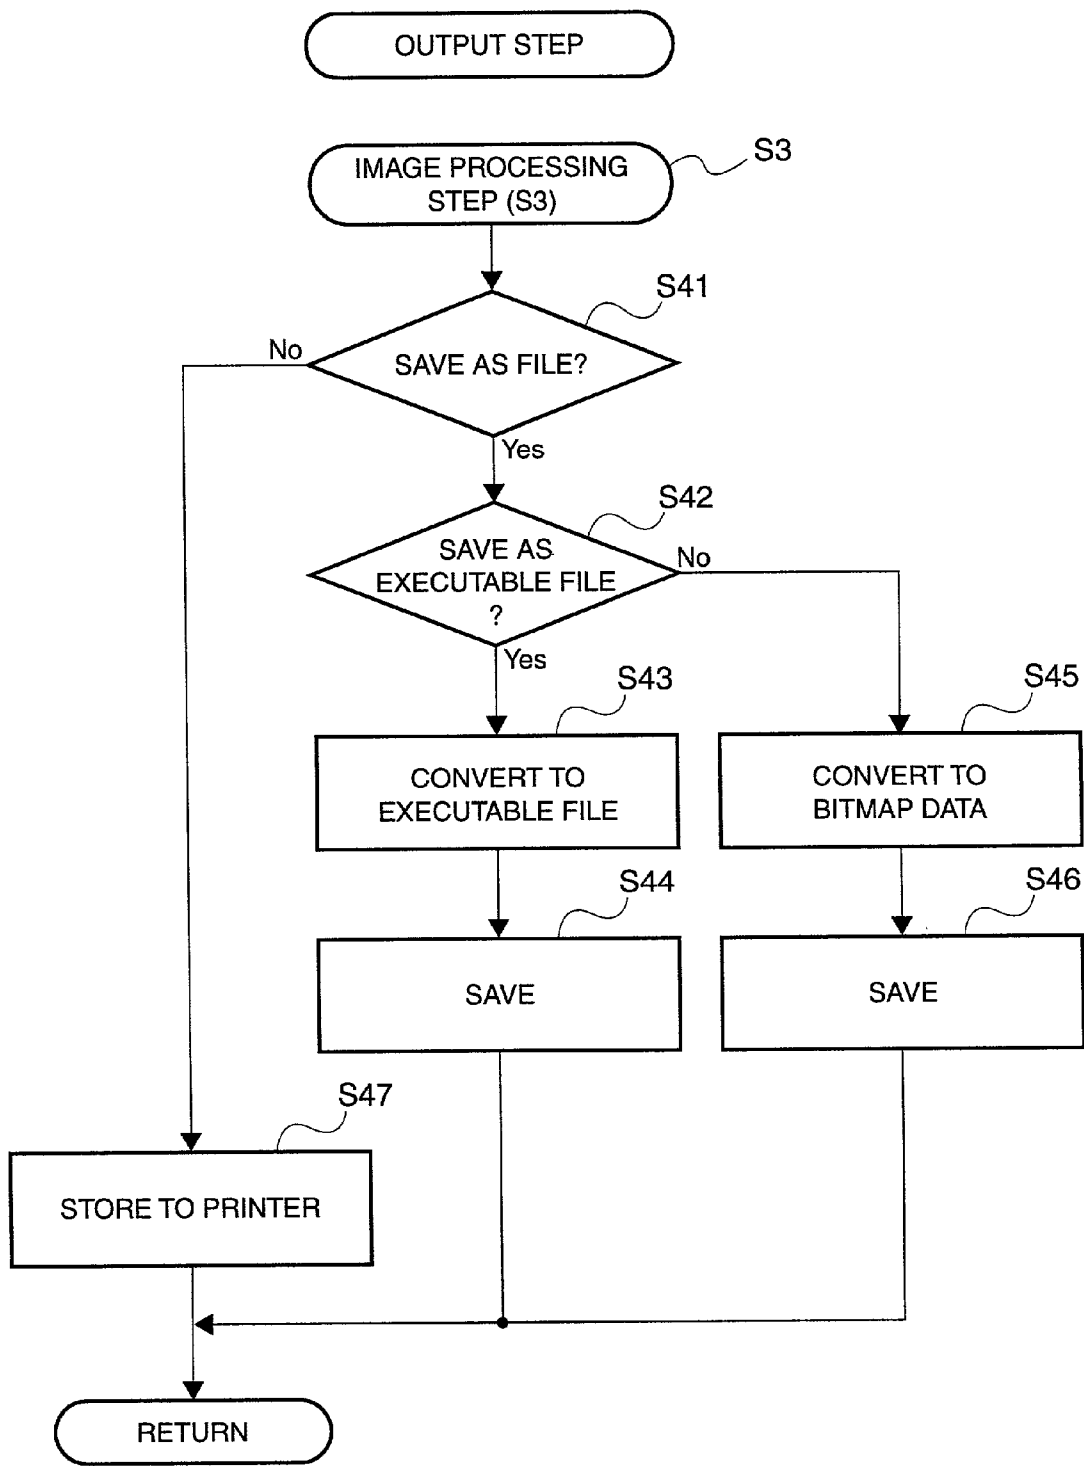 OUTPUT STEP
IMAGE PROCESSING
STEP (S3)
S3
S41
No
SAVE AS FILE?
Yes
S42
SAVE AS
EXECUTABLE FILE
?
No
Yes
S43
S45
CONVERT TO
EXECUTABLE FILE
CONVERT TO
BITMAP DATA
S44
S46
SAVE
SAVE
S47
STORE TO PRINTER
RETURN